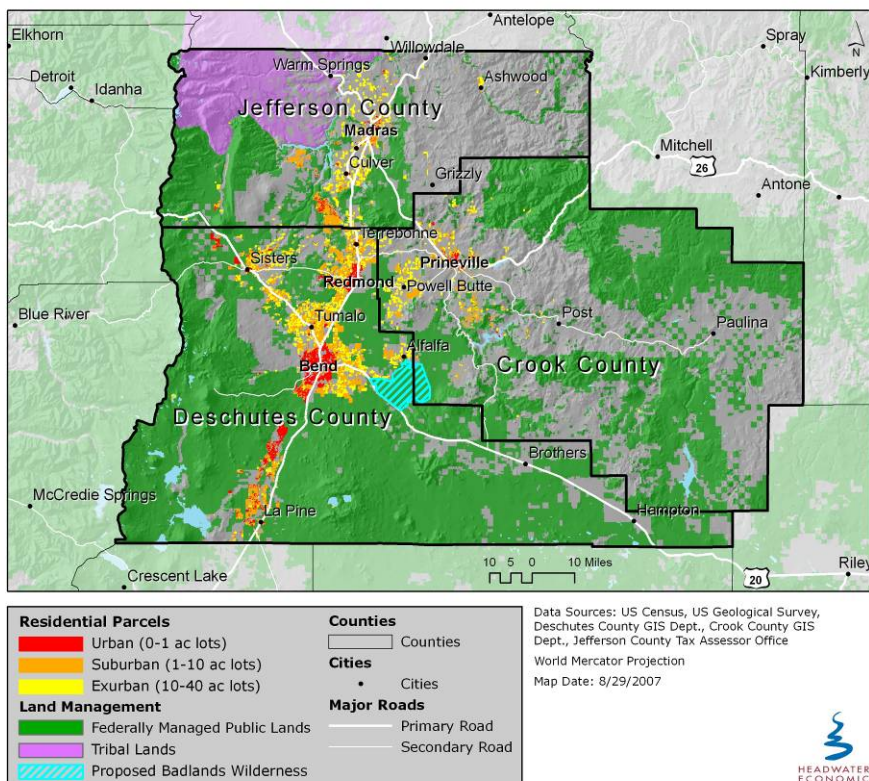 Elkhorn
Antelope
Willowdale
Spray
N
Detroit
Idanha
Warm Springs
Ashwood
Kimberly
Jefferson County
Madras
Mitchell
Culver
Grizzly
26
Antone
Terrebonne
Sisters
Prineville
Redmond
Powell Butte
Blue River
Tumalo
Post
Paulina
Alfalfa
Bend
Crook County
Deschutes County
Brothers
McCredie Springs
La Pine
Hampton
10 5 0 10 Miles
Crescent Lake
20
Riley
Residential Parcels
Urban (0-1 ac lots)
Suburban (1-10 ac lots)
Exurban (10-40 ac lots)
Land Management
Federally Managed Public Lands
Tribal Lands
Proposed Badlands Wilderness
Counties
Counties
Cities
Cities
Major Roads
Primary Road
Secondary Road
Data Sources: US Census, US Geological Survey,
Deschutes County GIS Dept., Crook County GIS
Dept., Jefferson County Tax Assessor Office
World Mercator Projection
Map Date: 8/29/2007
HEADWATER
ECONOMIC